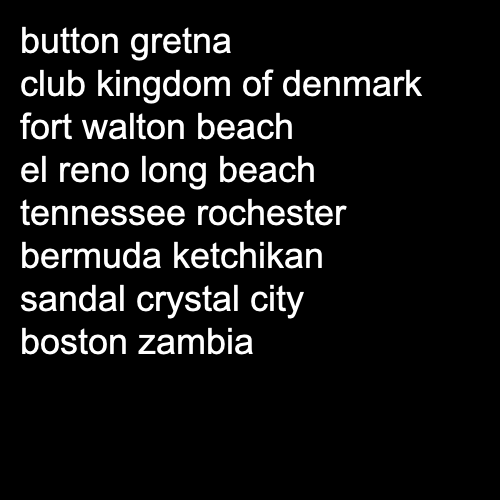 button gretna
club kingdom of denmark
fort walton beach
el reno long beach
tennessee rochester
bermuda ketchikan
sandal crystal city
boston zambia